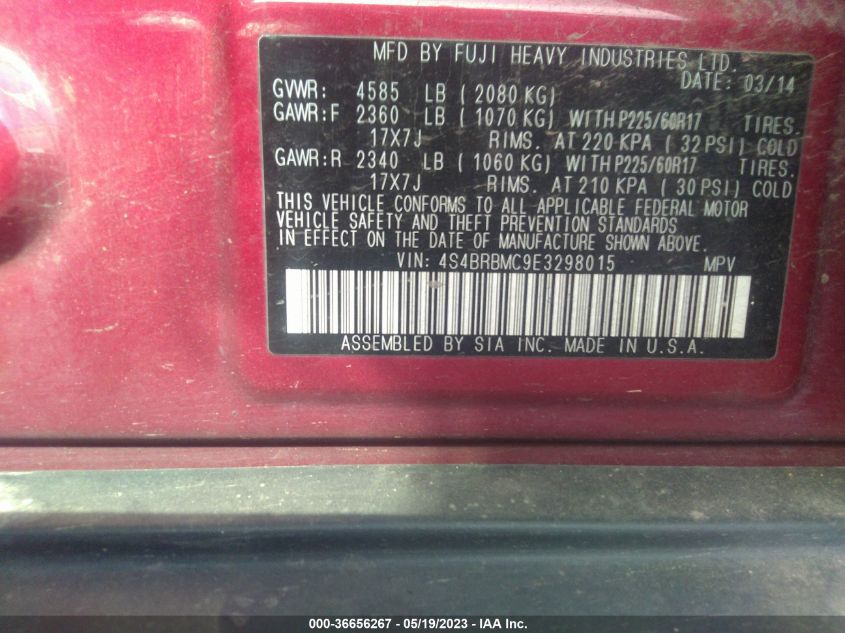 MFD BY FUJI HEAVY INDUSTRIES LTD.
DATE: 03/14
GVWR: 4585 LB ( 2080 KG)
GAWR:F 2360 LB ( 1070 KG) WITH P225/60R17 TIRES.
17X7J RIMS. AT 220 KPA ( 32 PSI) COLD
GAWR:R 2340 LB ( 1060 KG) WITH P225/60R17 TIRES.
17X7J RIMS. AT 210 KPA ( 30 PSI) COLD
THIS VEHICLE CONFORMS TO ALL APPLICABLE FEDERAL MOTOR
VEHICLE SAFETY AND THEFT PREVENTION STANDARDS
IN EFFECT ON THE DATE OF MANUFACTURE SHOWN ABOVE.
VIN: 4S4BRBMC9E3298015 MPV
ASSEMBLED BY SIA INC. MADE IN U.S.A.
000-36656267 - 05/19/2023 - IAA Inc.